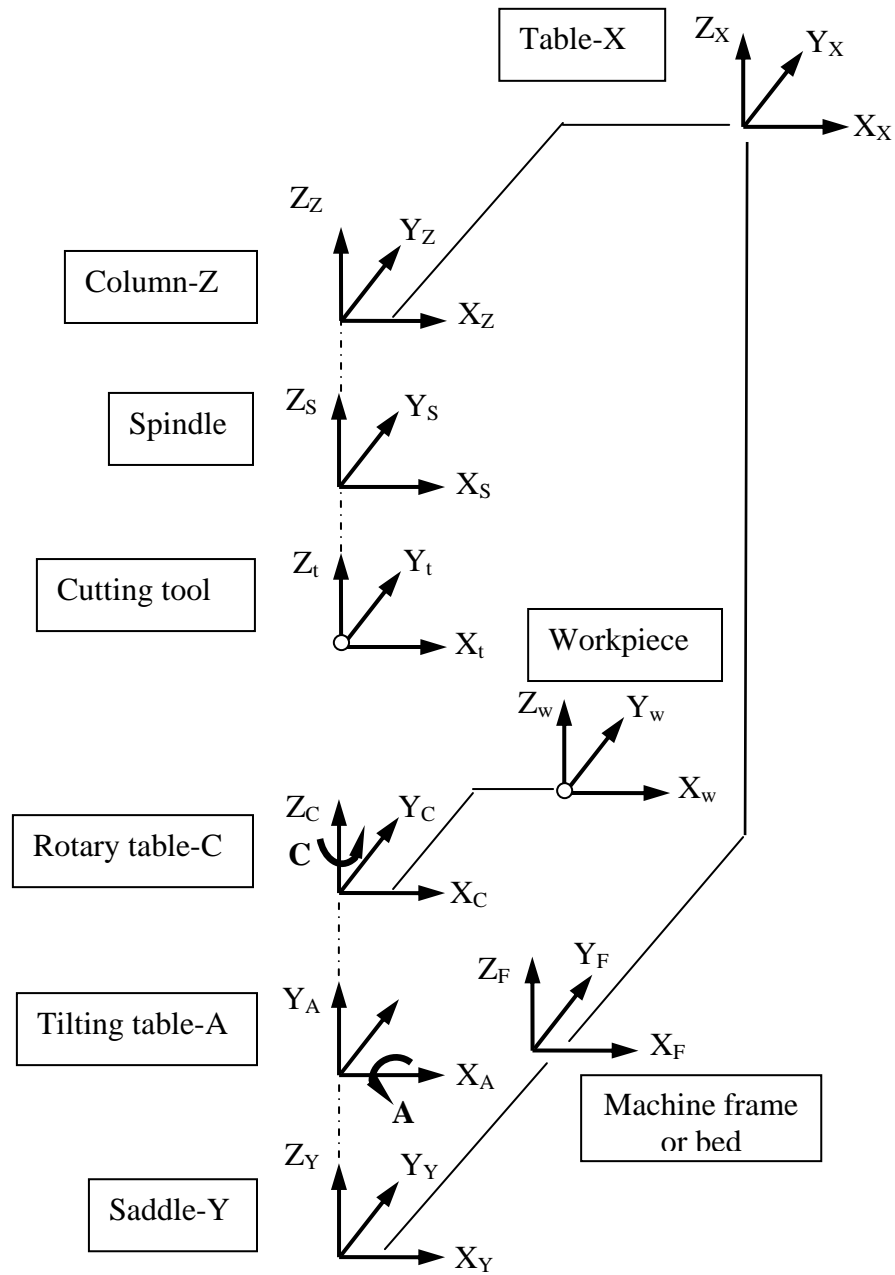 Table-X
Z_X
Y_X
X_X
Z_Z
Y_Z
Column-Z
X_Z
Z_S
Y_S
Spindle
X_S
Z_t
Y_t
Cutting tool
X_t
Workpiece
Z_w
Y_w
X_w
Z_C
Y_C
Rotary table-C
C
X_C
Z_F
Y_F
Y_A
Tilting table-A
X_A
X_F
A
Machine frame
or bed
Z_Y
Y_Y
Saddle-Y
X_Y